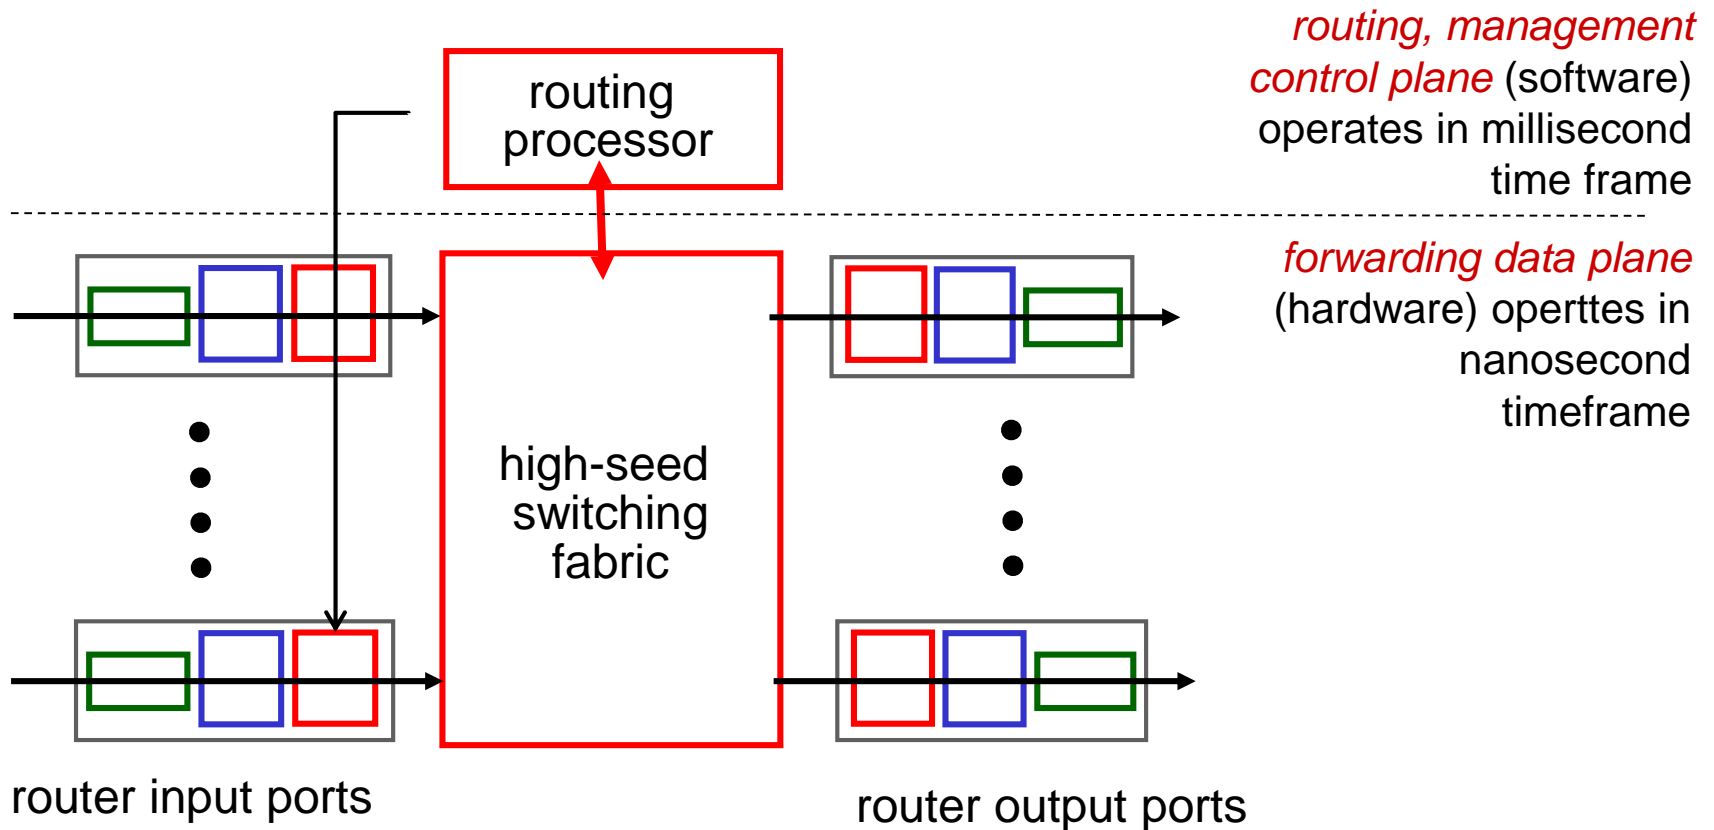 routing, management
control plane (software)
operates in millisecond
time frame
routing
processor
forwarding data plane
(hardware) operttes in
nanosecond
timeframe
high-seed
switching
fabric
router input ports
router output ports